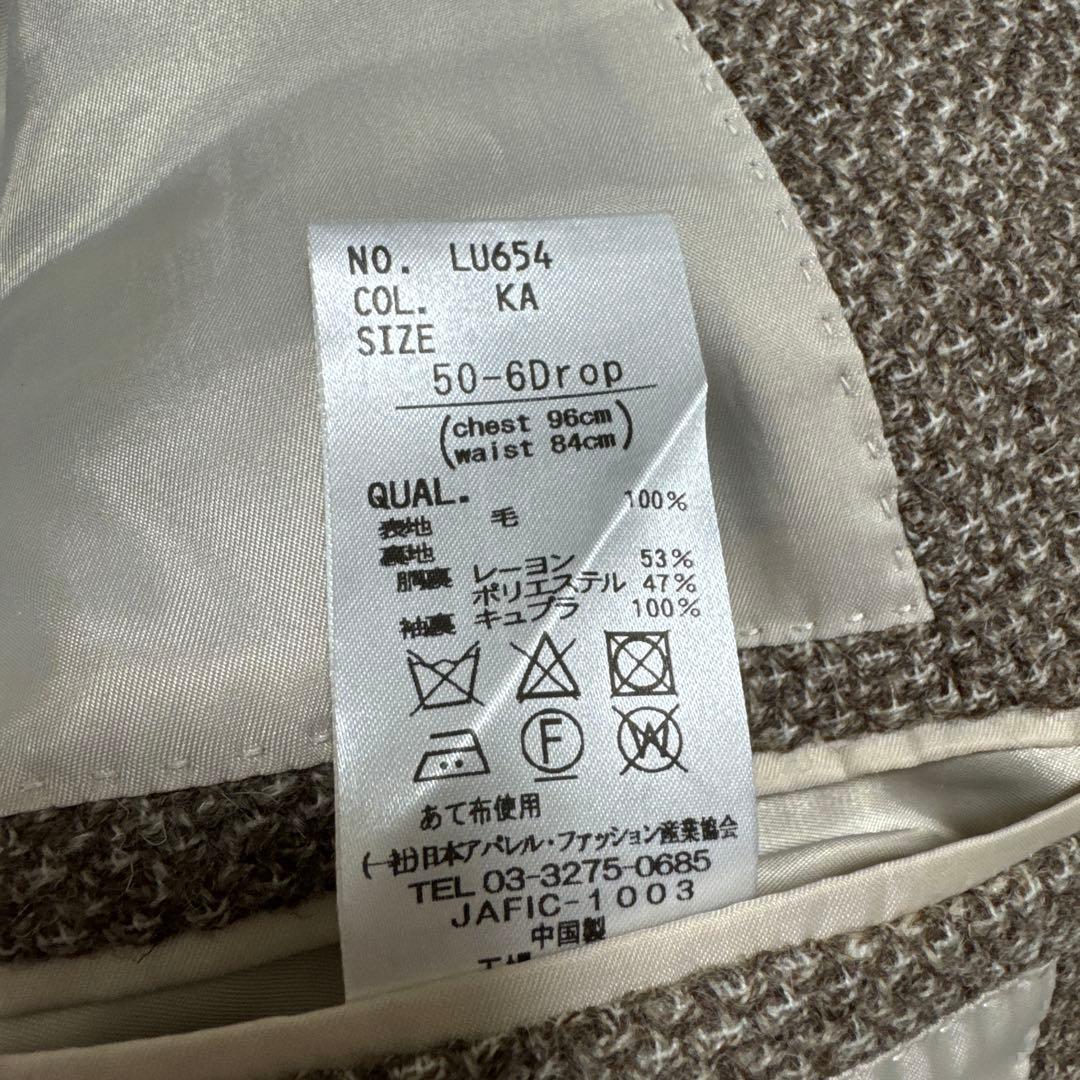 NO. LU654
COL. KA
SIZE
50-6Drop
(chest 96cm
waist 84cm)
QUAL.
表地 毛 100%
裏地
胴裏 レーヨン 53%
ポリエステル 47%
袖裏 キュプラ 100%
F
W
あて布使用
(一社)日本アパレル・ファッション産業協会
TEL 03-3275-0685
JAFIC-1003
中国製